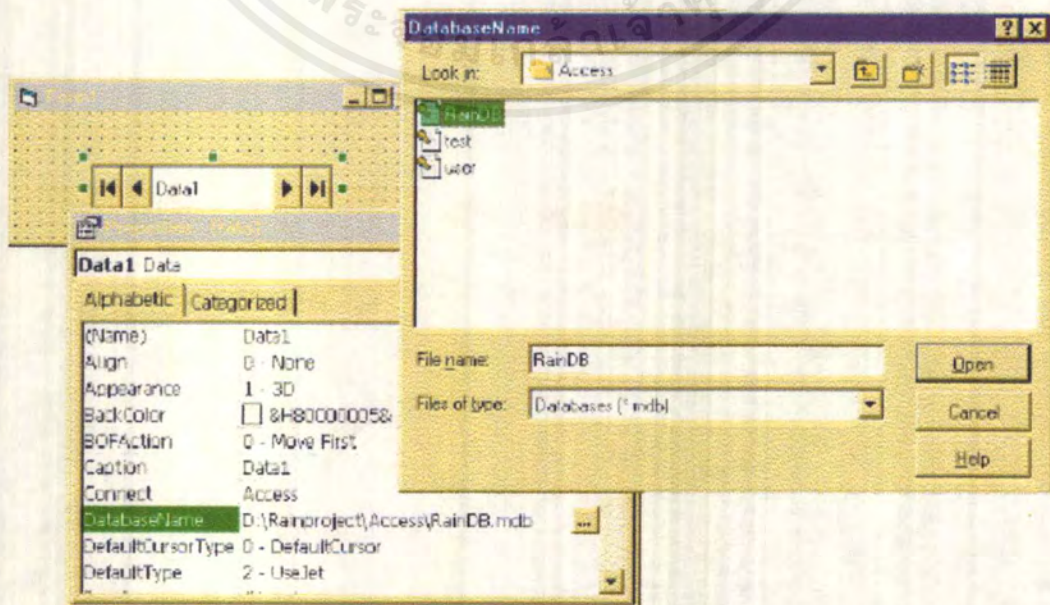 DatabaseName
Look in:
Access
RainDB
test
user
File name:
RainDB
Open
Files of type:
Databases (*.mdb)
Cancel
Help
Data1
Data1 Data
Alphabetic
Categorized
(Name) Data1
Align 0 - None
Appearance 1 - 3D
BackColor &H80000005&
BOFAction 0 - Move First
Caption Data1
Connect Access
DatabaseName D:\Rainproject\Access\RainDB.mdb ...
DefaultCursorType 0 - DefaultCursor
DefaultType 2 - UseJet